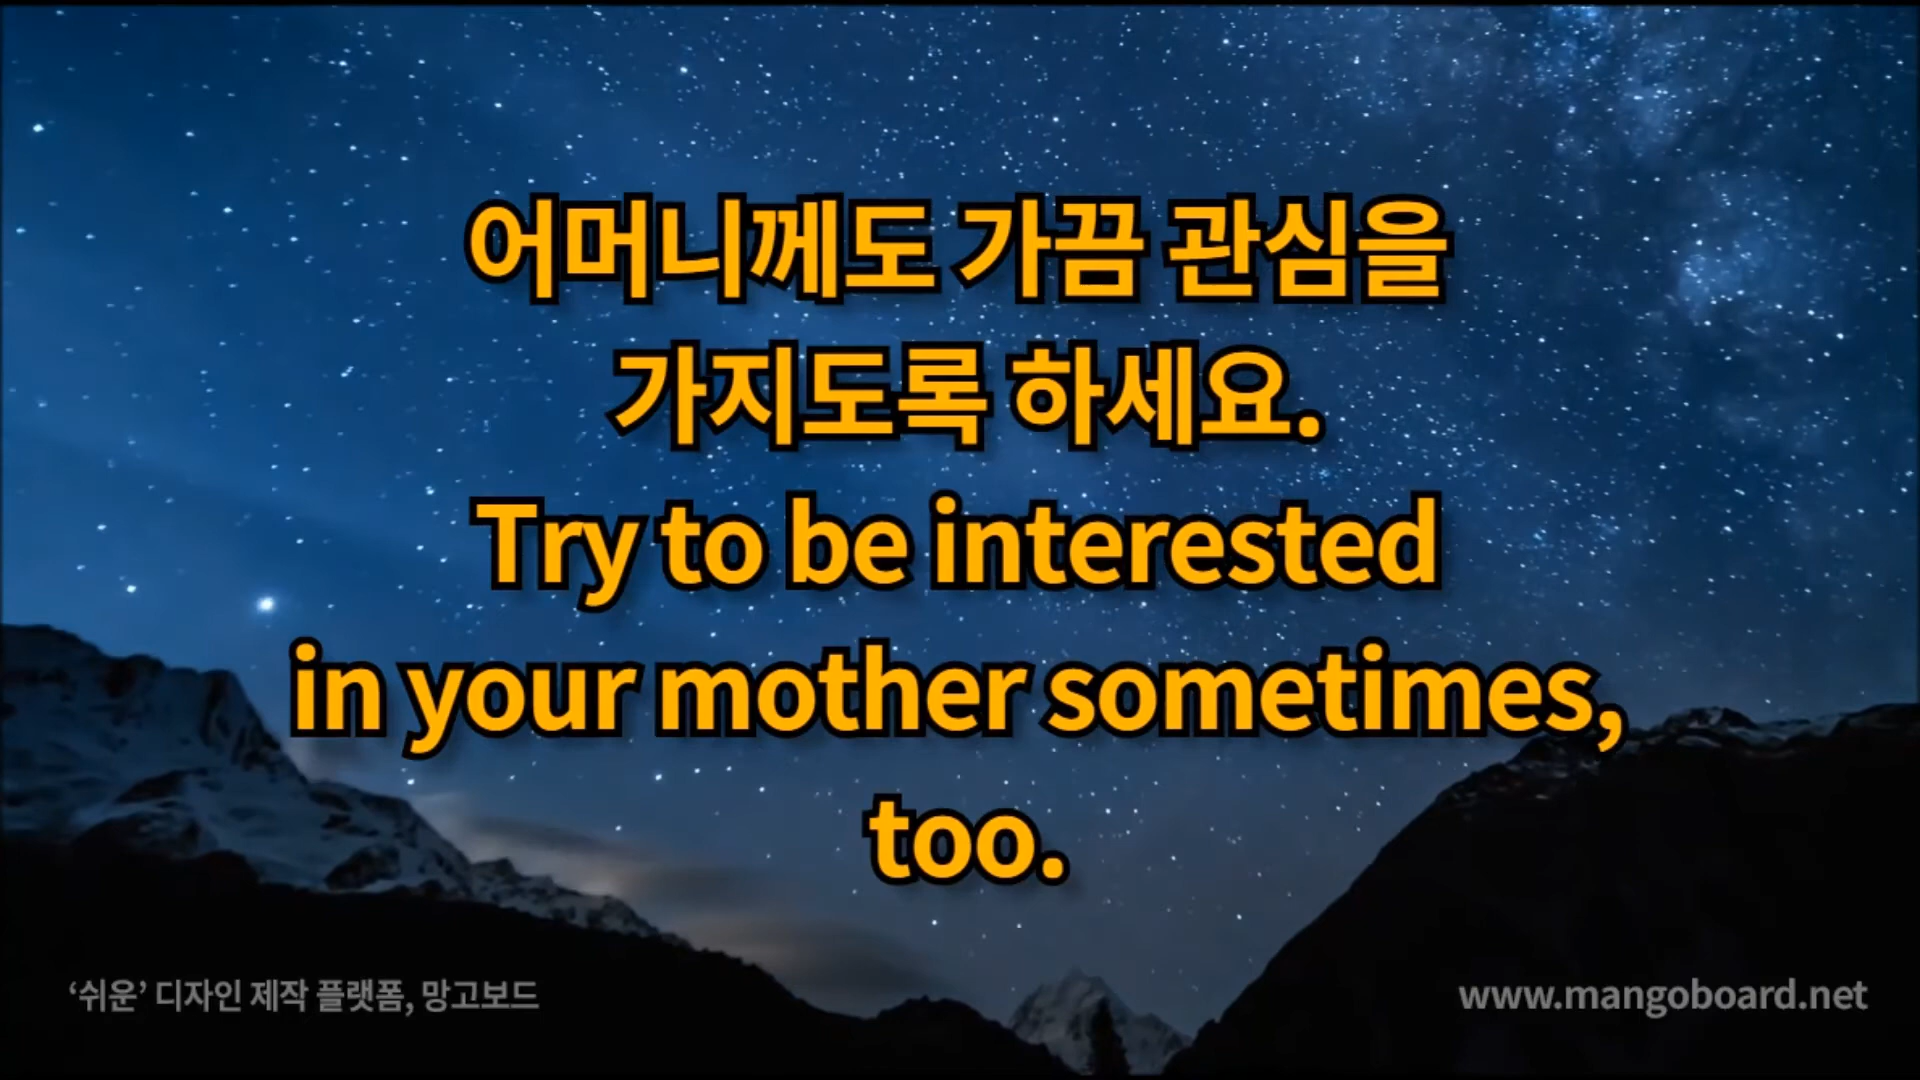 어머니께도 가끔 관심을
가지도록 하세요.
Try to be interested
in your mother sometimes,
too.
‘쉬운’ 디자인 제작 플랫폼, 망고보드
www.mangoboard.net